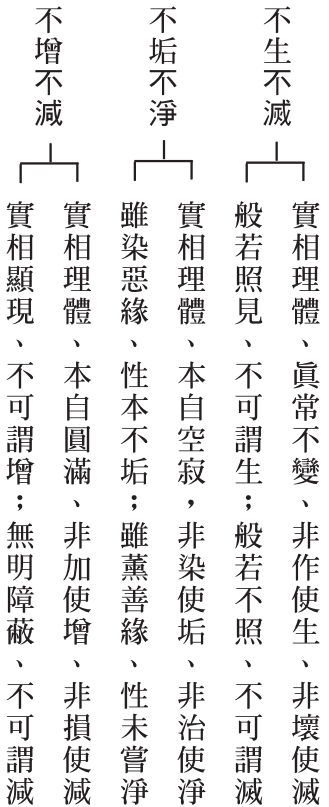 不生不滅
實相理體、眞常不變、非作使生、非壞使滅
般若照見、不可謂生；般若不照、不可謂滅
不垢不淨
實相理體、本自空寂，非染使垢、非治使淨
雖染惡緣、性本不垢；雖薰善緣、性未嘗淨
不增不減
實相理體、本自圓滿、非加使增、非損使減
實相顯現、不可謂增；無明障蔽、不可謂減